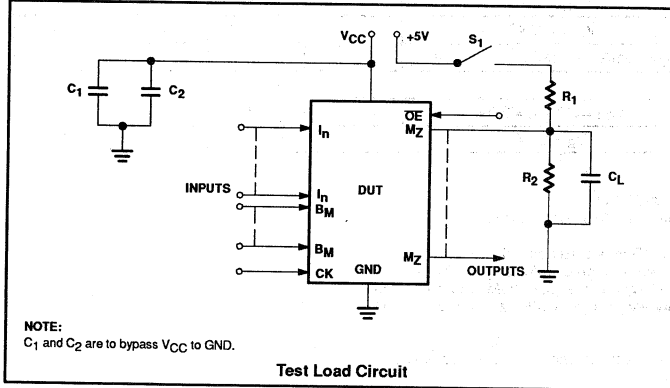 VCC +5V S1
C1 C2
R1
OE
In MZ
R2 CL
INPUTS
DUT
In
BM
BM MZ
GND OUTPUTS
CK
NOTE:
C1 and C2 are to bypass VCC to GND.
Test Load Circuit